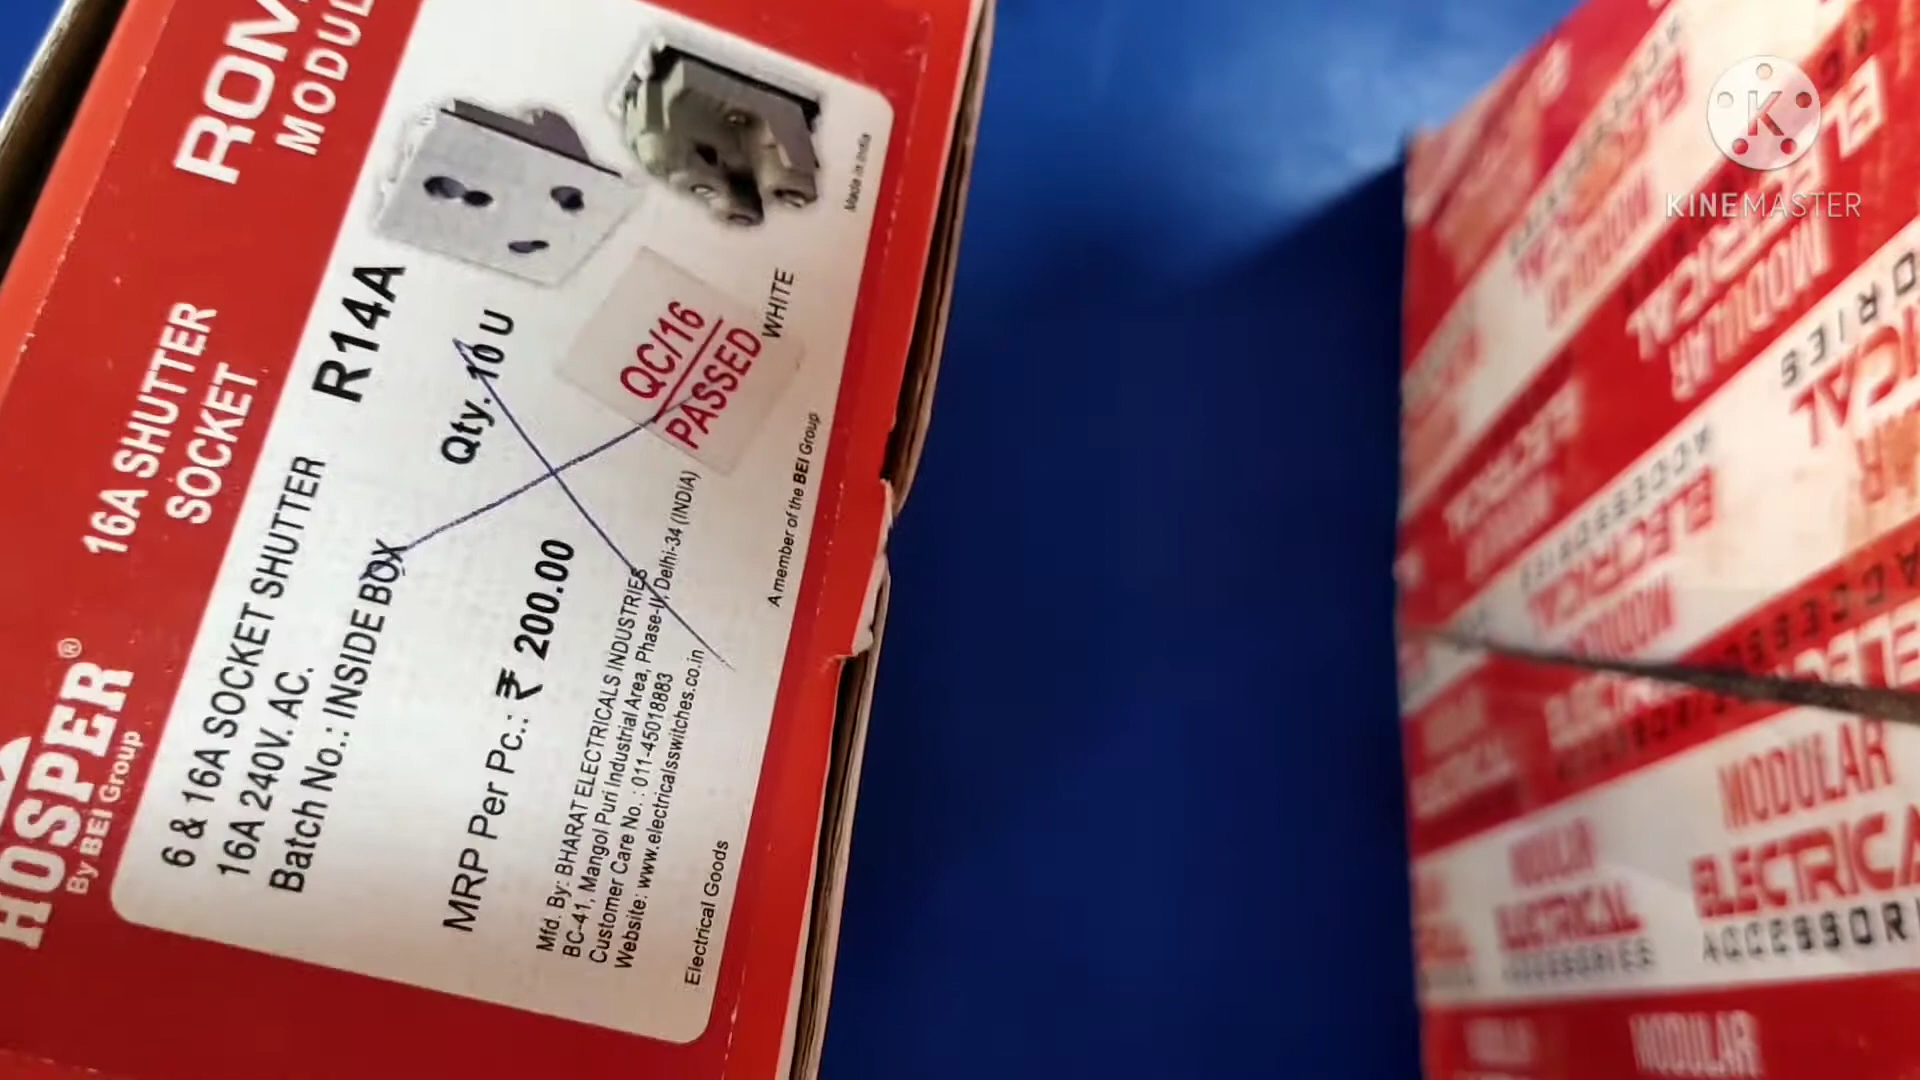 ROM
MODUL
16A SHUTTER
SOCKET
HOSPER®
By BEI Group
6 & 16A SOCKET SHUTTER R14A
16A 240V. AC.
Batch No.: INSIDE BOX
Qty. 10 U
MRP Per Pc.: ₹ 200.00
QC/16
PASSED
WHITE
Made in India
Mfd. By: BHARAT ELECTRICALS INDUSTRIES
BC-41, Mangol Puri Industrial Area, Phase-II, Delhi-34 (INDIA)
Customer Care No. : 011-45018883
Website: www.electricalsswitches.co.in
Electrical Goods
A member of the BEI Group
K
KINEMASTER
MODULAR
ELECTRICA
ACCESSORI
MODULAR
ELECTRICAL
ACCESSORIES
MODULAR